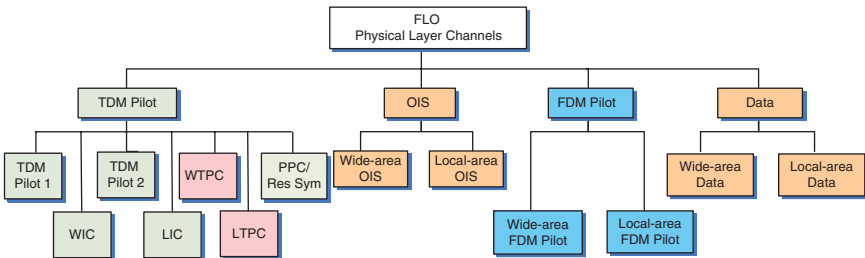 FLO
Physical Layer Channels
TDM Pilot
OIS
FDM Pilot
Data
TDM
Pilot 1
TDM
Pilot 2
WTPC
PPC/
Res Sym
Wide-area
OIS
Local-area
OIS
Wide-area
Data
Local-area
Data
WIC
LIC
LTPC
Wide-area
FDM Pilot
Local-area
FDM Pilot